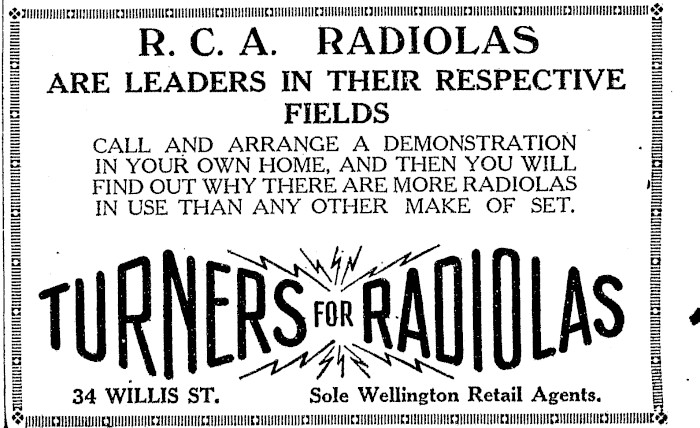 R. C. A. RADIOLAS
ARE LEADERS IN THEIR RESPECTIVE
FIELDS
CALL AND ARRANGE A DEMONSTRATION
IN YOUR OWN HOME, AND THEN YOU WILL
FIND OUT WHY THERE ARE MORE RADIOLAS
IN USE THAN ANY OTHER MAKE OF SET.
TURNERS FOR RADIOLAS
34 WILLIS ST. Sole Wellington Retail Agents.